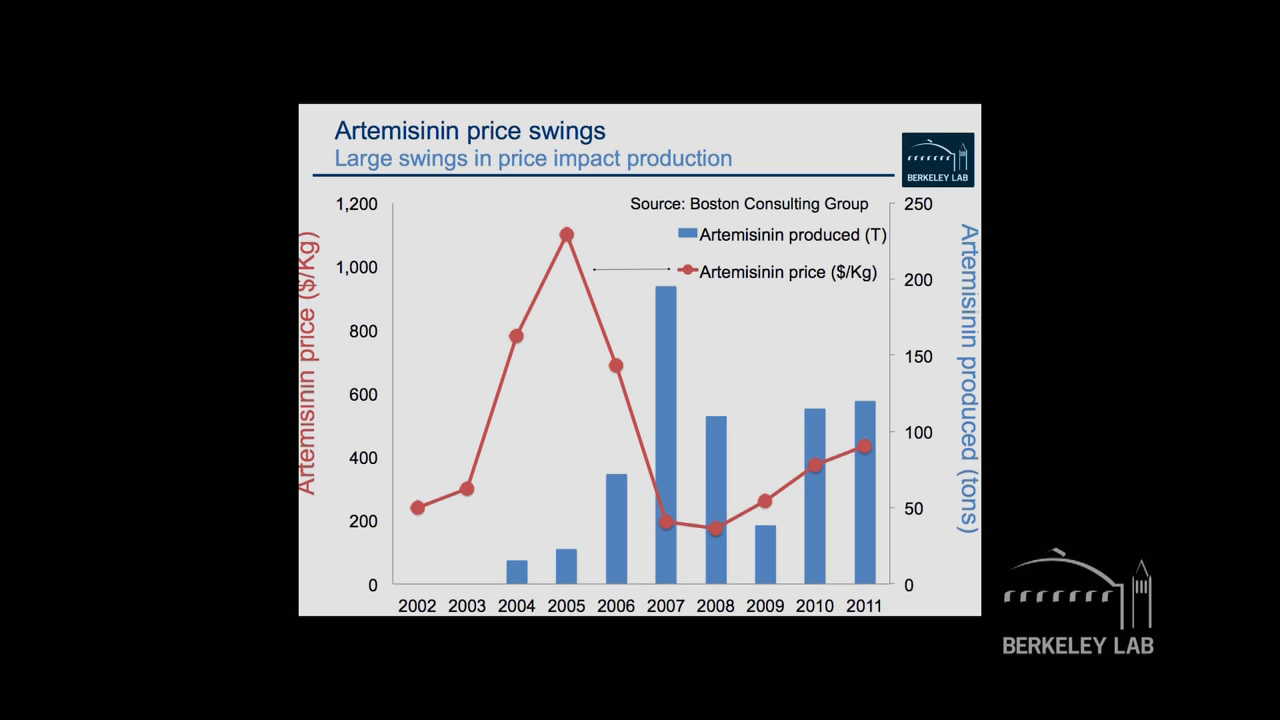 Artemisinin price swings
Large swings in price impact production
BERKELEY LAB
Source: Boston Consulting Group
Artemisinin produced (T)
Artemisinin price ($/Kg)
Artemisinin price ($/Kg)
1,200
1,000
800
600
400
200
0
250
200
150
100
50
0
Artemisinin produced (tons)
2002 2003 2004 2005 2006 2007 2008 2009 2010 2011
BERKELEY LAB